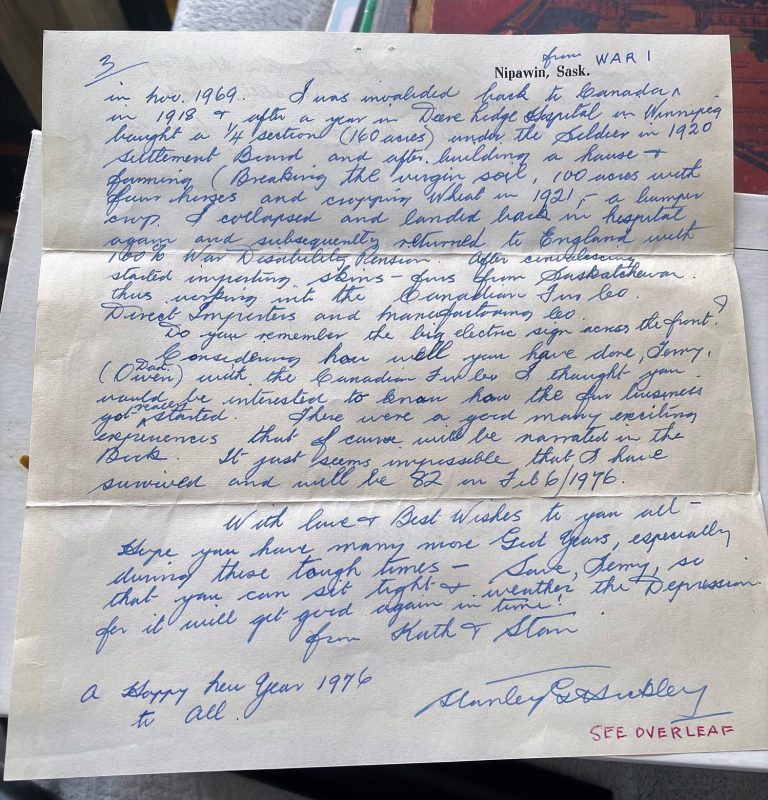 3
from WAR 1
Nipawin, Sask.
in Nov. 1969. I was invalided back to Canada
in 1918 & after a year in Deere Lodge Hospital in Winnipeg
bought a 1/4 section (160 acres) under the Soldier in 1920
Settlement Board and after building a house &
farming (Breaking the virgin soil, 100 acres with
four horses and cropping Wheat in 1921, - a bumper
crop. I collapsed and landed back in hospital
again and subsequently returned to England with
100% War Disability Pension. After convalescing
started importing skins - furs from Saskatchewan.
thus working into the Canadian Fur Co.
Direct Importers and manufactoring Co.
Do you remember the big electric sign across the front?
Considering how well you have done, Terry,
(Owen) Dad with the Canadian Fur Co I thought you
would be interested to know how the fur business
got really started. There were a good many exciting
experiences that of cause will be narrated in the
Book. It just seems impossible that I have
survived and will be 82 on Feb 6/1976.
With love & Best Wishes to you all -
Hope you have many more Good Years, especially
during these tough times - Save, Terry, so
that you can sit tight & weather the Depression
for it will get good again in time!
from Kath & Stan
A Happy New Year 1976
to All.
Stanley G
SEE OVERLEAF